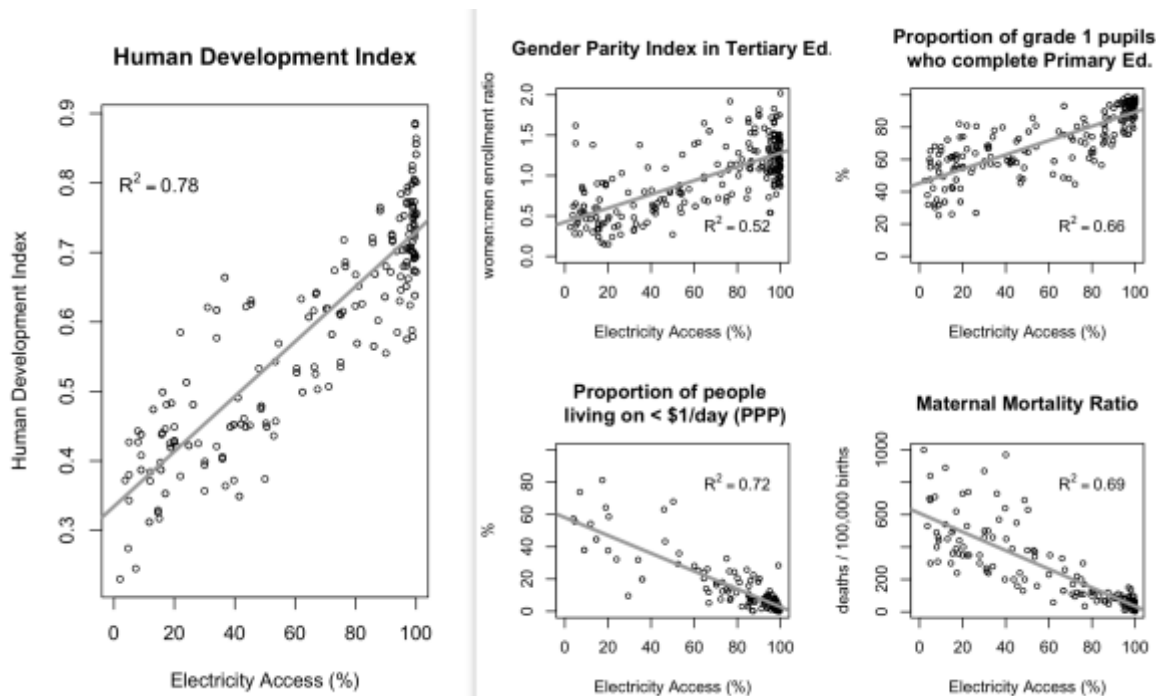 Human Development Index
Human Development Index
0.9
0.8
0.7
0.6
0.5
0.4
0.3
R² = 0.78
0 20 40 60 80 100
Electricity Access (%)
Gender Parity Index in Tertiary Ed.
women:men enrollment ratio
2.0
1.5
1.0
0.5
0.0
R² = 0.52
0 20 40 60 80 100
Electricity Access (%)
Proportion of grade 1 pupils
who complete Primary Ed.
%
80
60
40
20
0
R² = 0.66
0 20 40 60 80 100
Electricity Access (%)
Proportion of people
living on < $1/day (PPP)
%
80
60
40
20
0
R² = 0.72
0 20 40 60 80 100
Electricity Access (%)
Maternal Mortality Ratio
deaths / 100,000 births
1000
600
200
0
R² = 0.69
0 20 40 60 80 100
Electricity Access (%)